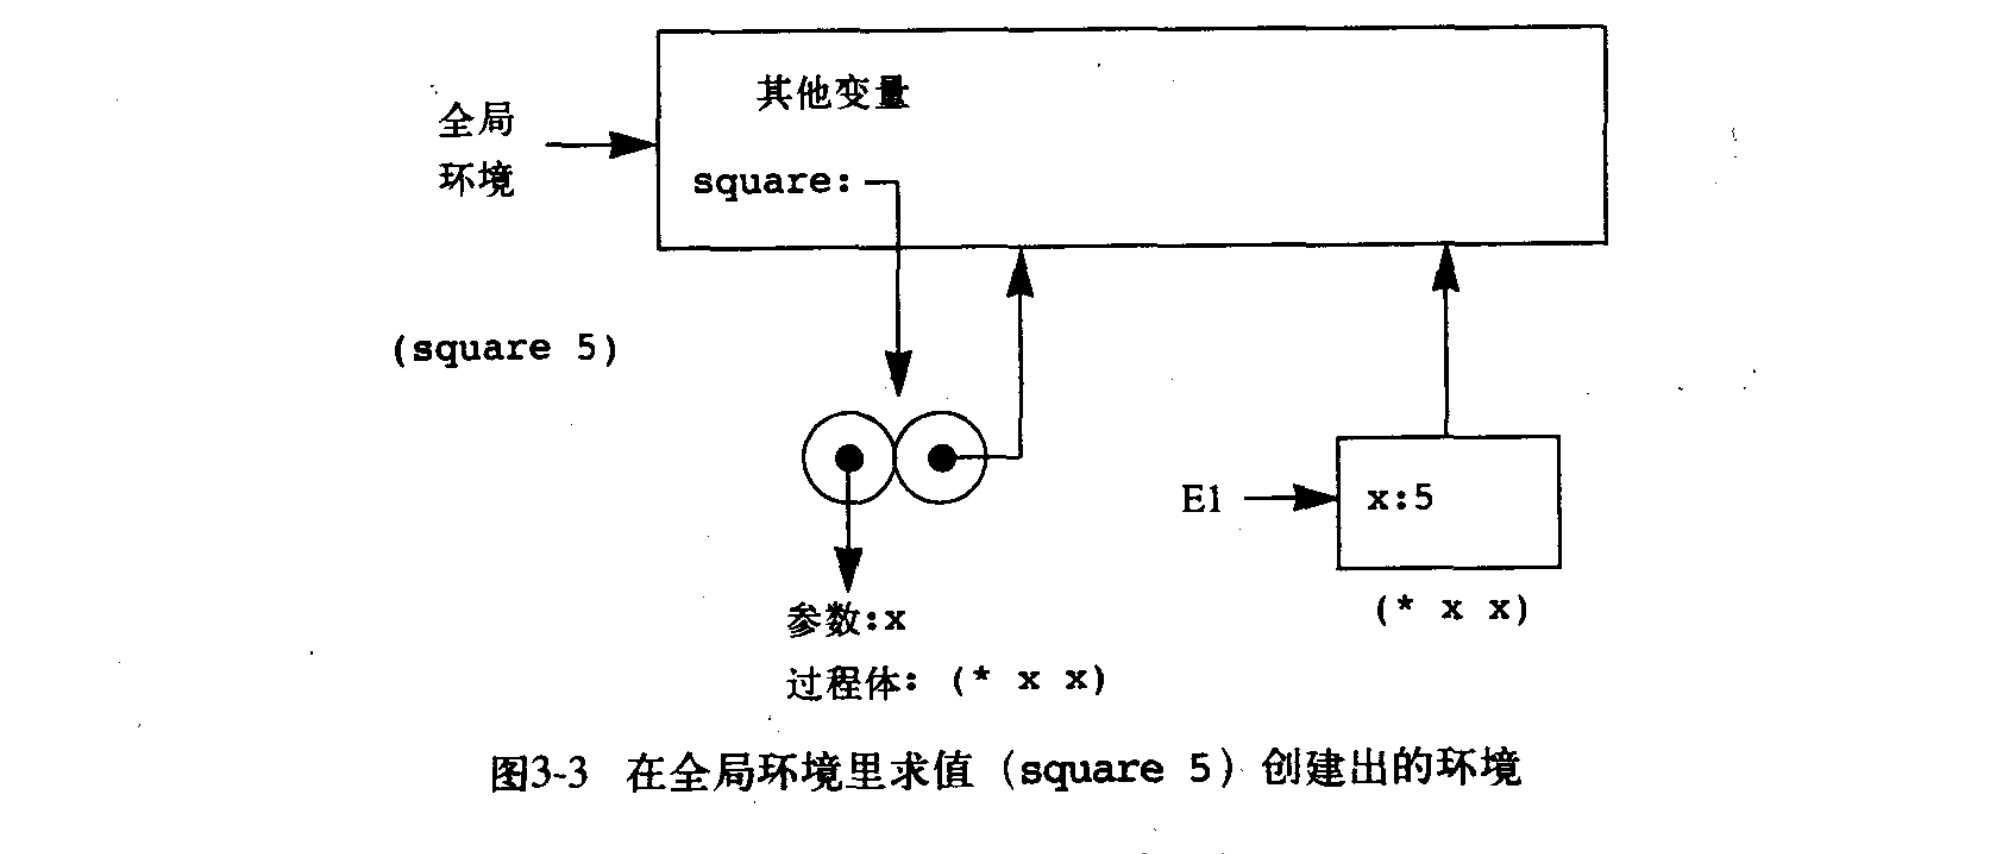 其他变量
全局
环境
square:
(square 5)
E1
x:5
(* x x)
参数:x
过程体: (* x x)
图3-3 在全局环境里求值 (square 5) 创建出的环境